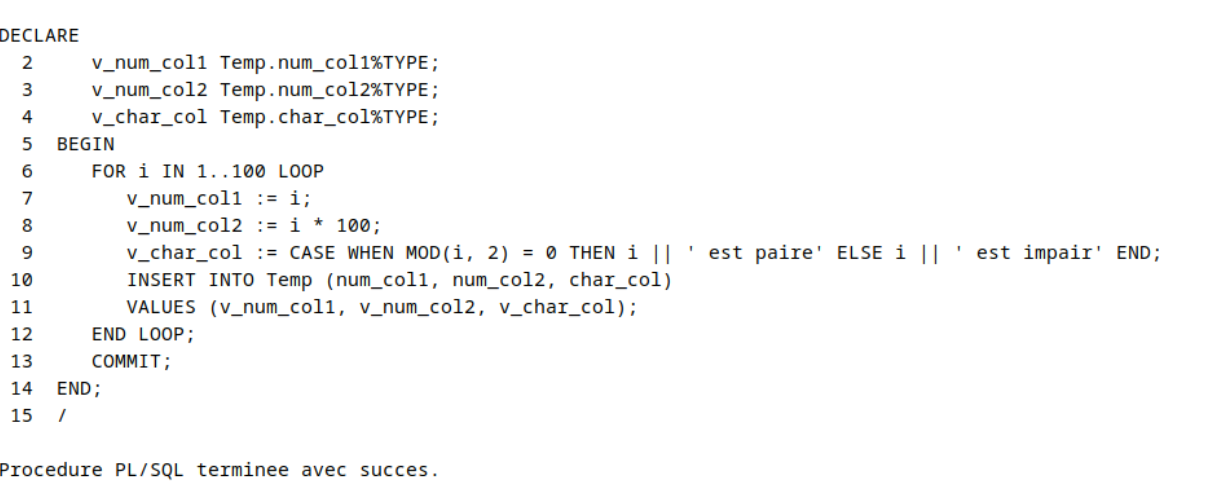 DECLARE
  2     v_num_col1 Temp.num_col1%TYPE;
  3     v_num_col2 Temp.num_col2%TYPE;
  4     v_char_col Temp.char_col%TYPE;
  5  BEGIN
  6     FOR i IN 1..100 LOOP
  7        v_num_col1 := i;
  8        v_num_col2 := i * 100;
  9        v_char_col := CASE WHEN MOD(i, 2) = 0 THEN i || ' est paire' ELSE i || ' est impair' END;
 10        INSERT INTO Temp (num_col1, num_col2, char_col)
 11        VALUES (v_num_col1, v_num_col2, v_char_col);
 12     END LOOP;
 13     COMMIT;
 14  END;
 15  /
Procedure PL/SQL terminee avec succes.